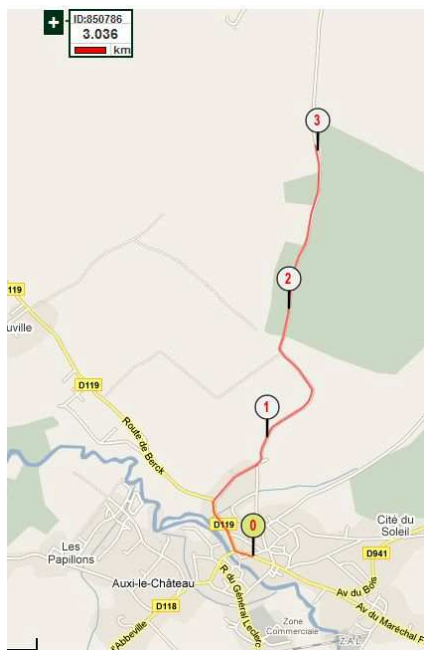 +
ID:850786
3.036
km
3
2
119
uville
D119
1
Route de Berck
D119
0
Cité du
Soleil
Les
Papillons
D941
Auxi-le-Château
R du Général Leclerc
Av du Bois
D118
Av du Maréchal F
l'Abbeville
Zone
Commerciale
Z.A.L